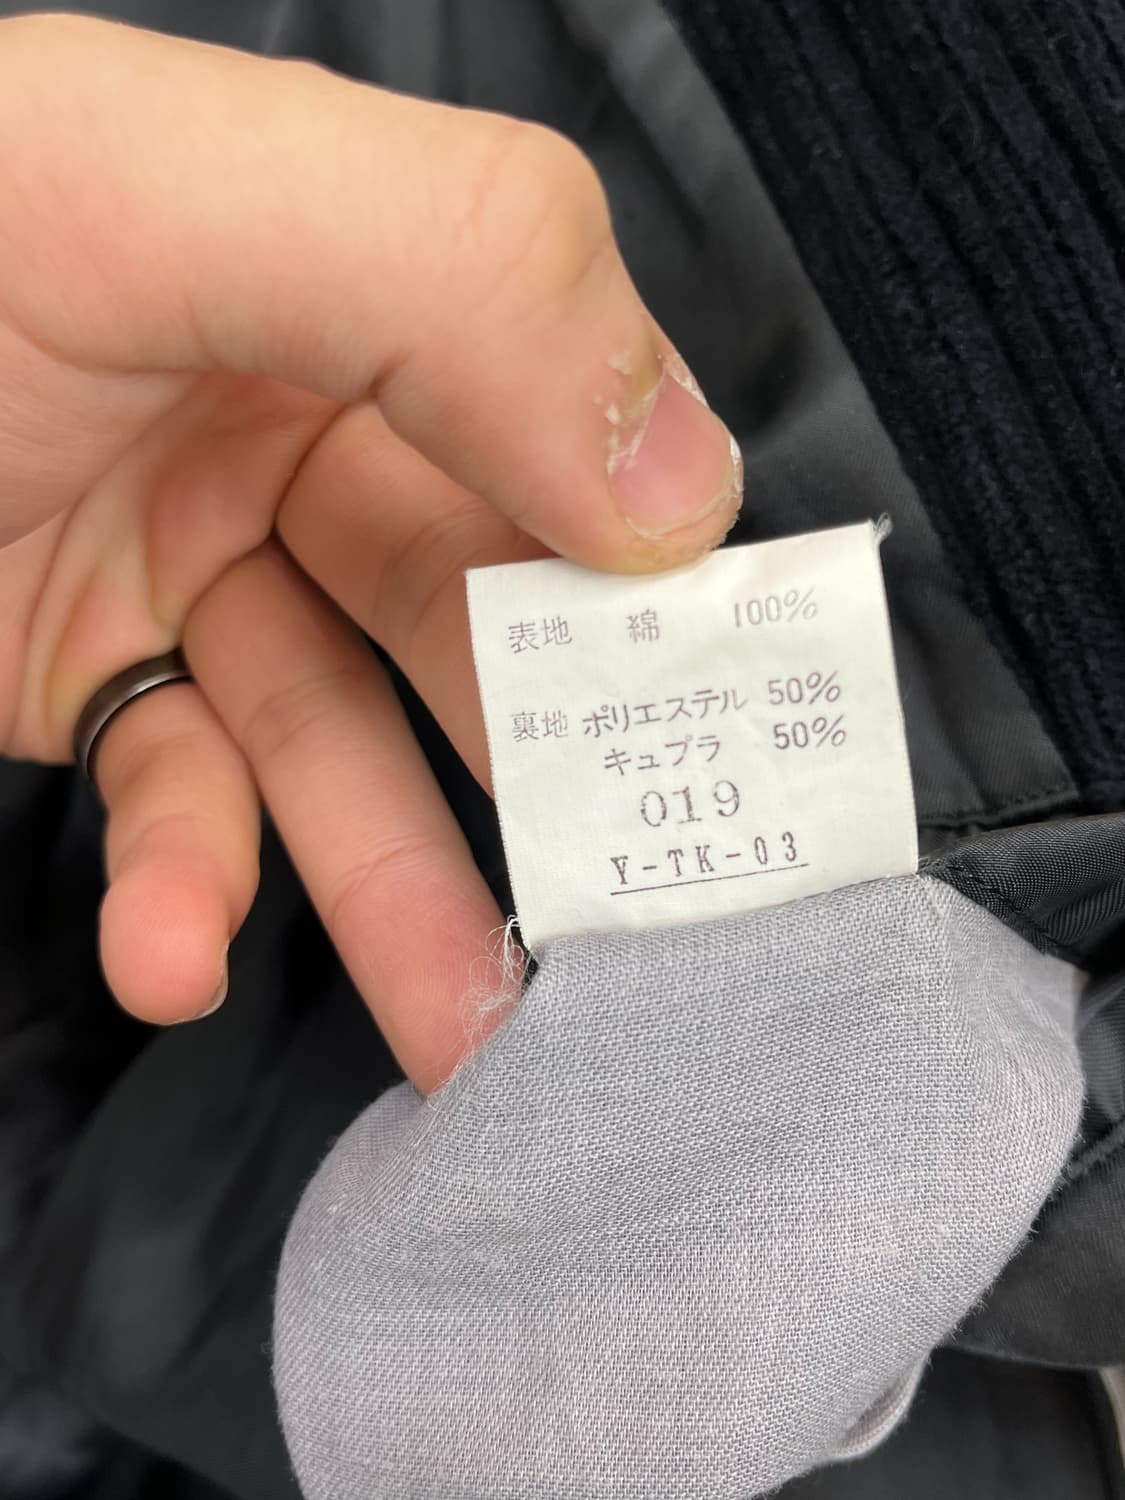 表地 綿 100%
裏地 ポリエステル 50%
キュプラ 50%
019
Y-TK-03